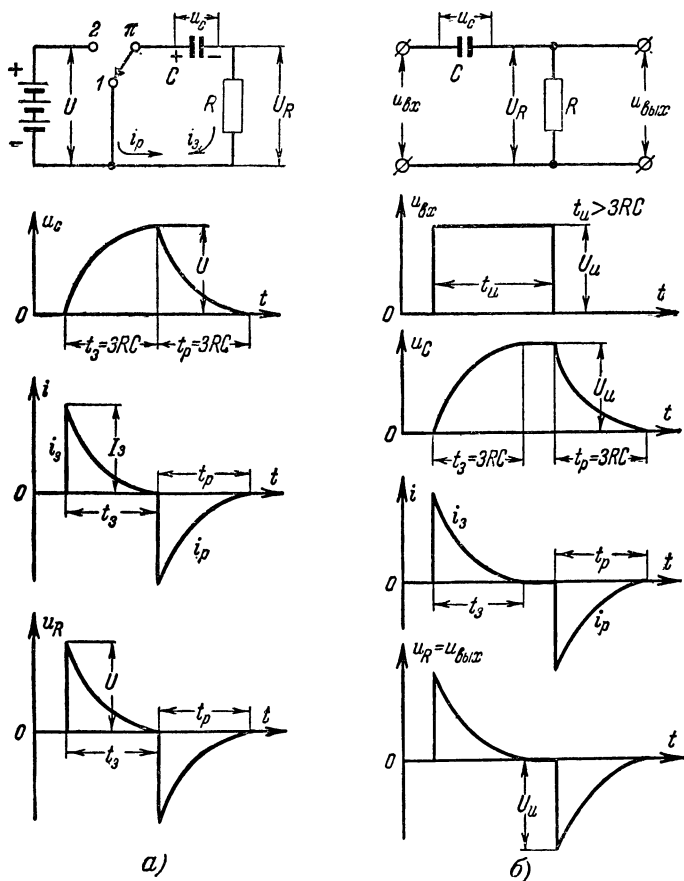 u_c
2
п
1
C
+
−
+
U
R
U_R
i_р
i_з
u_c
0
U
t
t_з=3RC
t_р=3RC
i
i_з
I_з
t_р
t
0
t_з
i_р
u_R
U
t_р
t
0
t_з
а)
u_c
C
u_вх
U_R
R
u_вых
u_вх
t_и>3RC
U_и
t_и
0
t
u_C
U_и
0
t
t_з=3RC
t_р=3RC
i
i_з
t_р
t
0
t_з
i_р
u_R=u_вых
t
0
U_и
б)